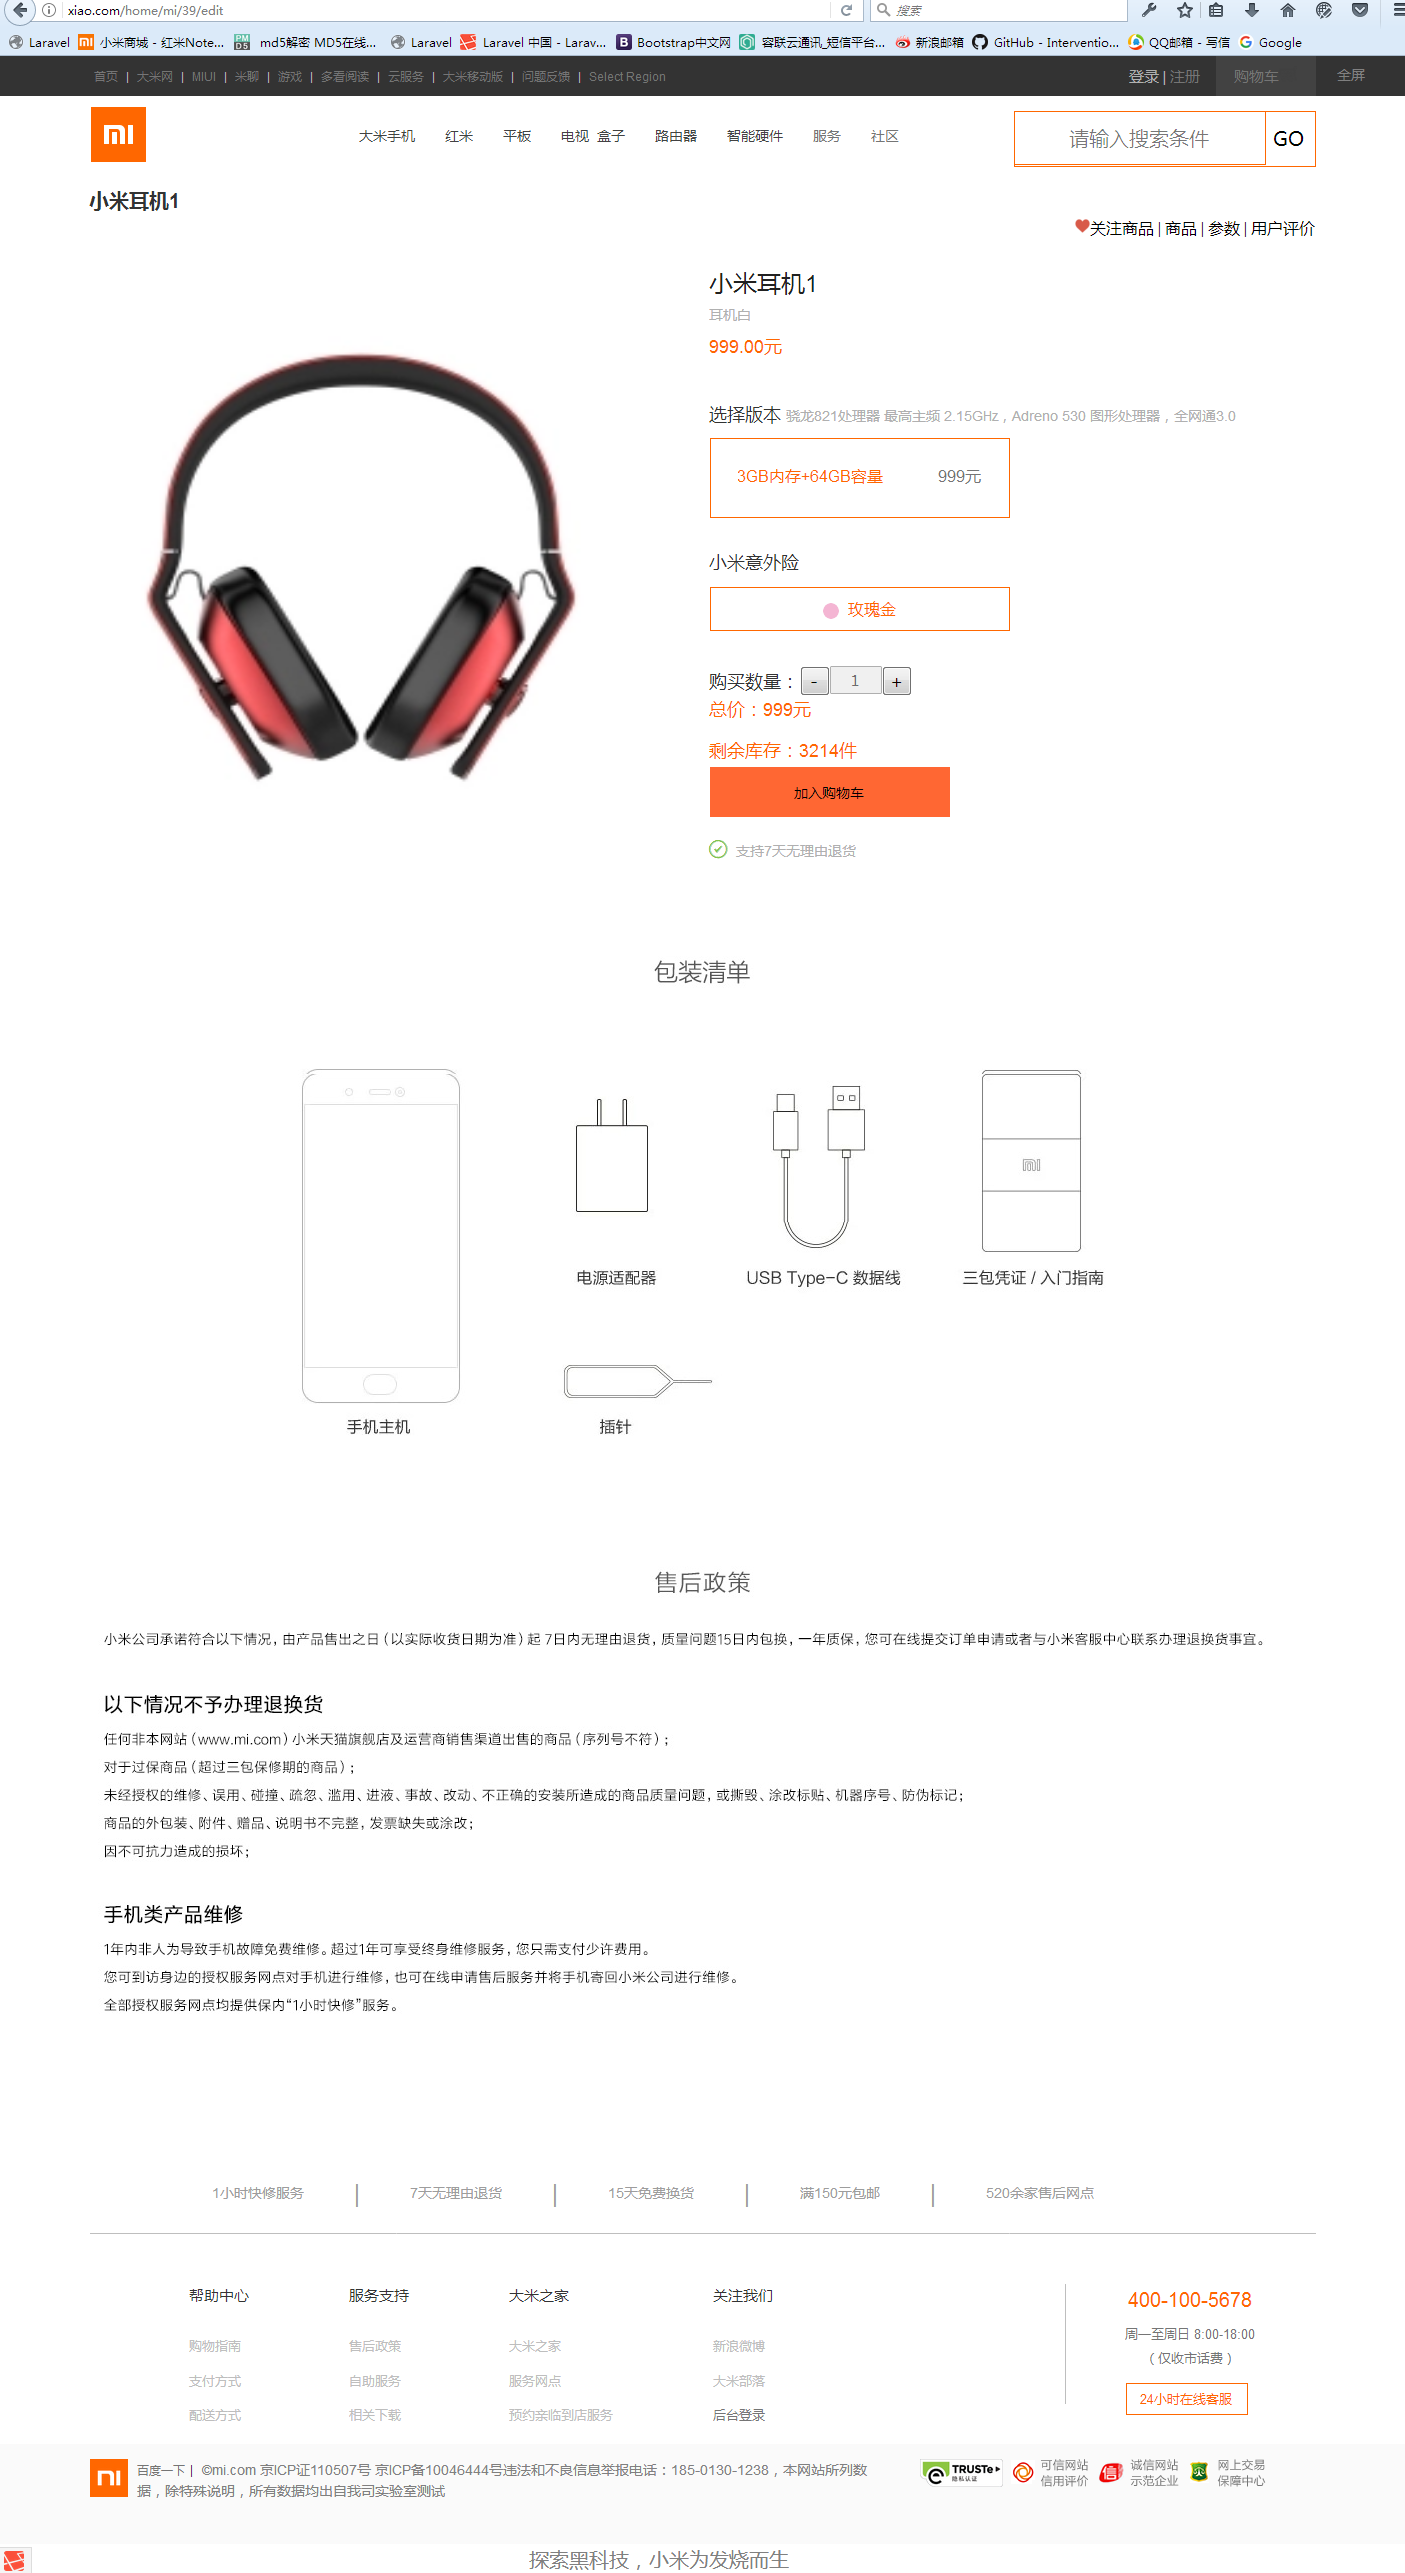 xiao.com/home/mi/39/edit
搜索
Laravel 小米商城 - 红米Note... md5解密 MD5在线... Laravel Laravel 中国 - Larav... Bootstrap中文网 容联云通讯_短信平台... 新浪邮箱 GitHub - Interventio... QQ邮箱 - 写信 Google
首页 | 大米网 | MIUI | 米聊 | 游戏 | 多看阅读 | 云服务 | 大米移动版 | 问题反馈 | Select Region 登录 | 注册 购物车 全屏
大米手机 红米 平板 电视 盒子 路由器 智能硬件 服务 社区 请输入搜索条件 GO
小米耳机1
关注商品 | 商品 | 参数 | 用户评价
小米耳机1
耳机白
999.00元
选择版本 骁龙821处理器 最高主频 2.15GHz，Adreno 530 图形处理器，全网通3.0
3GB内存+64GB容量 999元
小米意外险
玫瑰金
购买数量： - 1 +
总价：999元
剩余库存：3214件
加入购物车
支持7天无理由退货
包装清单
电源适配器 USB Type-C 数据线 三包凭证 / 入门指南
手机主机 插针
售后政策
小米公司承诺符合以下情况，由产品售出之日（以实际收货日期为准）起 7日内无理由退货，质量问题15日内包换，一年质保，您可在线提交订单申请或者与小米客服中心联系办理退换货事宜。
以下情况不予办理退换货
任何非本网站（www.mi.com）小米天猫旗舰店及运营商销售渠道出售的商品（序列号不符）；
对于过保商品（超过三包保修期的商品）；
未经授权的维修、误用、碰撞、疏忽、滥用、进液、事故、改动、不正确的安装所造成的商品质量问题，或撕毁、涂改标贴、机器序号、防伪标记；
商品的外包装、附件、赠品、说明书不完整，发票缺失或涂改；
因不可抗力造成的损坏；
手机类产品维修
1年内非人为导致手机故障免费维修。超过1年可享受终身维修服务，您只需支付少许费用。
您可到访身边的授权服务网点对手机进行维修，也可在线申请售后服务并将手机寄回小米公司进行维修。
全部授权服务网点均提供保内“1小时快修”服务。
1小时快修服务 7天无理由退货 15天免费换货 满150元包邮 520余家售后网点
帮助中心 服务支持 大米之家 关注我们
购物指南 售后政策 大米之家 新浪微博
支付方式 自助服务 服务网点 大米部落
配送方式 相关下载 预约亲临到店服务 后台登录
400-100-5678
周一至周日 8:00-18:00
（仅收市话费）
24小时在线客服
百度一下 | ©mi.com 京ICP证110507号 京ICP备10046444号违法和不良信息举报电话：185-0130-1238，本网站所列数
据，除特殊说明，所有数据均出自我司实验室测试
TRUSTe 隐私认证
可信网站 信用评价
诚信网站 示范企业
网上交易 保障中心
探索黑科技，小米为发烧而生